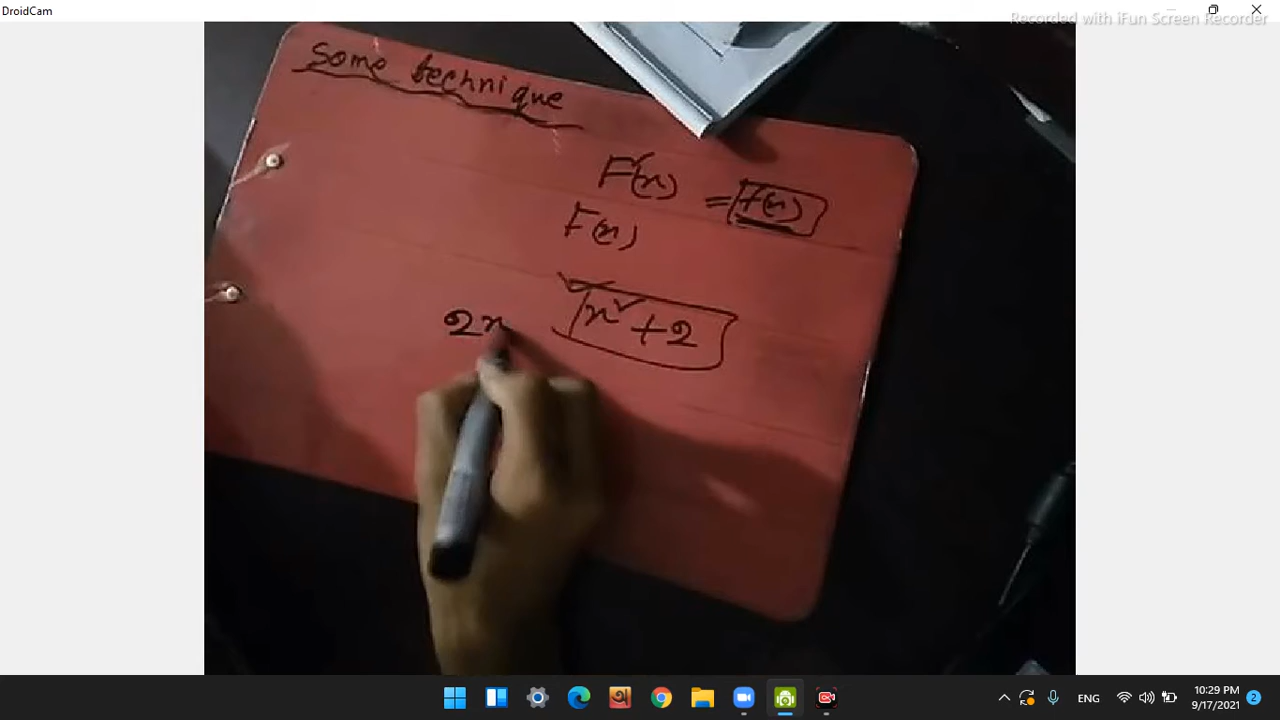 DroidCam
Recorded with iFun Screen Recorder
Some technique
F'(x) = f(x)
F(x)
2x x² + 2
ENG
10:29 PM
9/17/2021
2